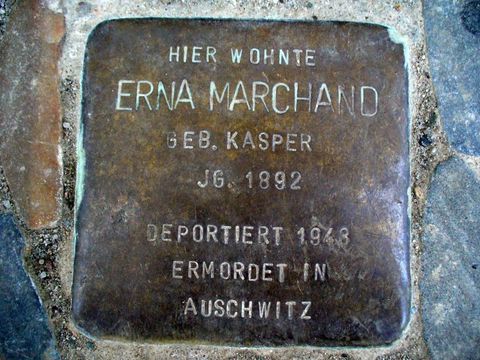 HIER WOHNTE
ERNA MARCHAND
GEB. KASPER
JG. 1892
DEPORTIERT 1943
ERMORDET IN
AUSCHWITZ